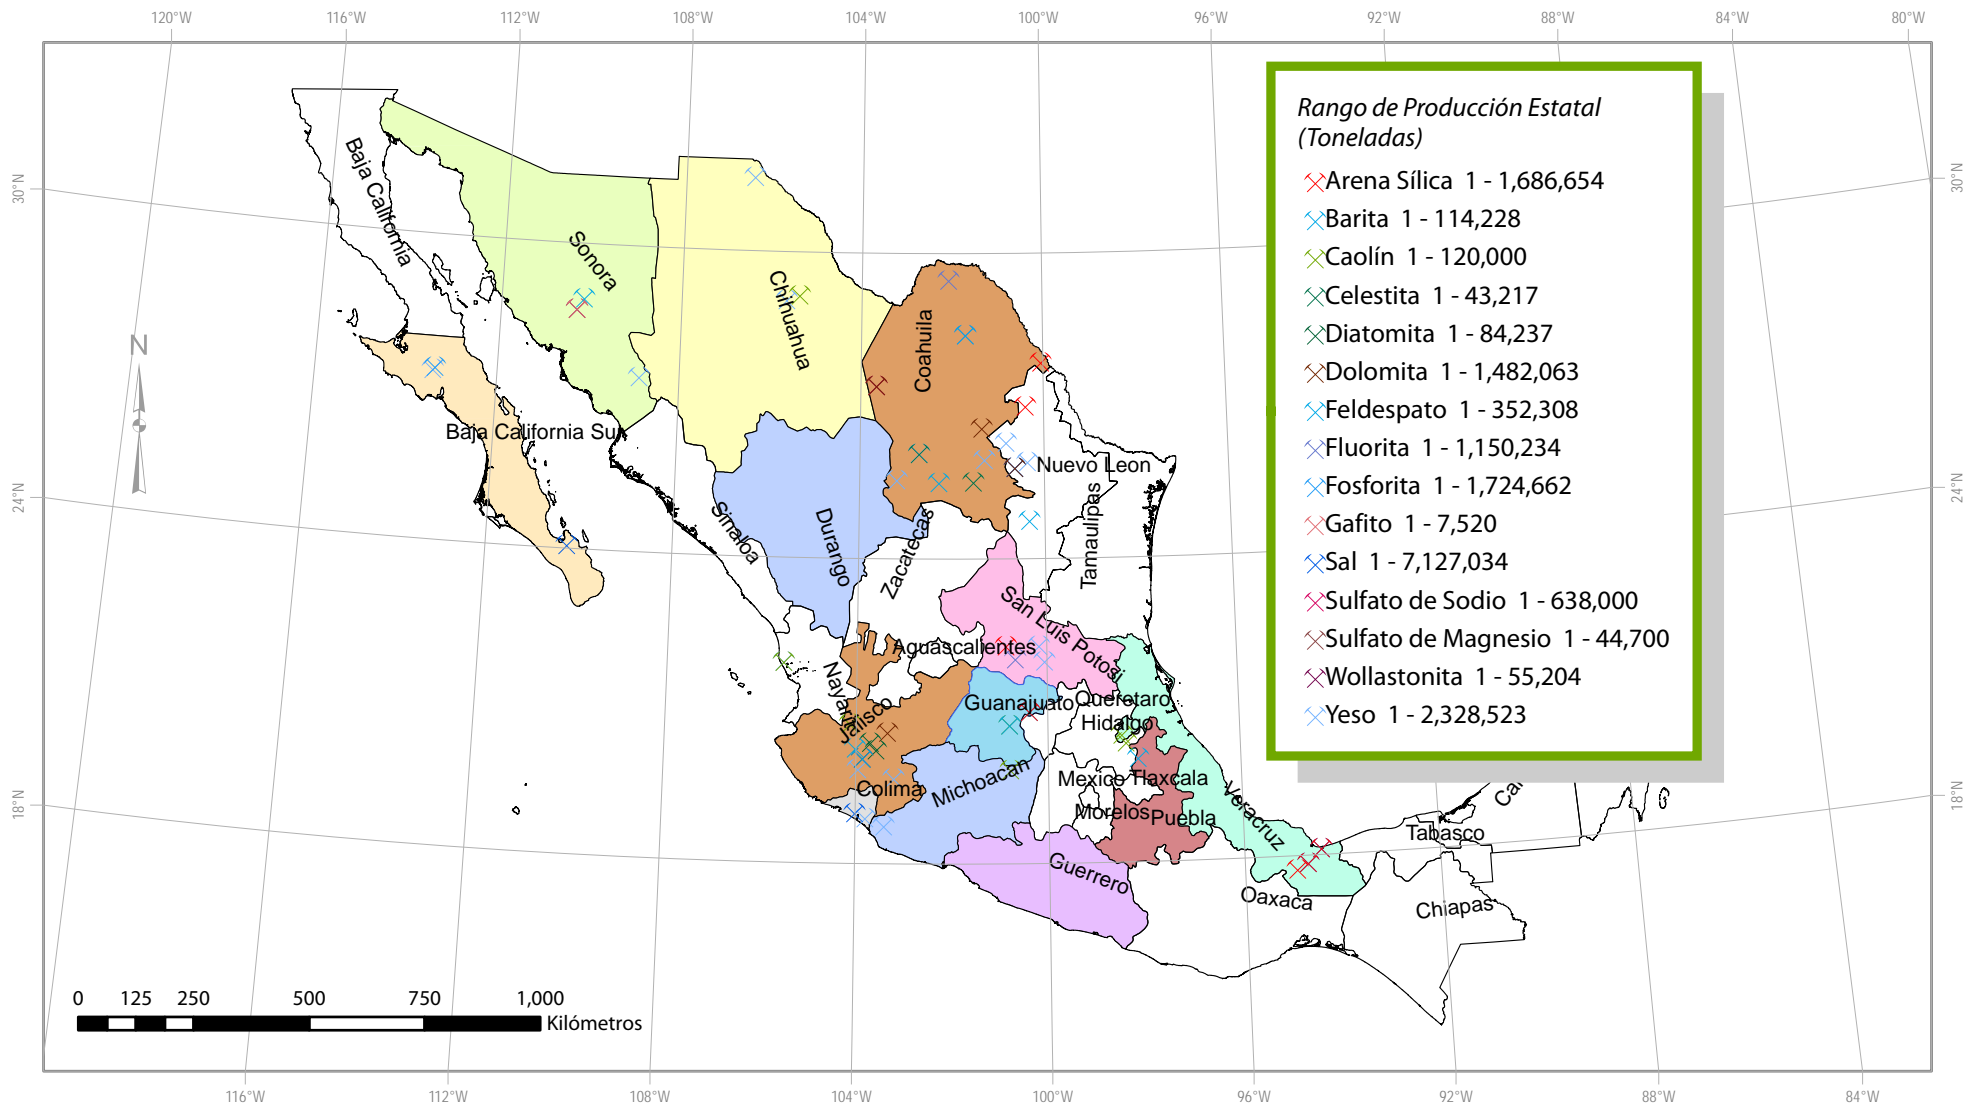 120°W 116°W 112°W 108°W 104°W 100°W 96°W 92°W 88°W 84°W 80°W
30°N
24°N
18°N
30°N
24°N
18°N
Rango de Producción Estatal
(Toneladas)
Arena Sílica 1 - 1,686,654
Barita 1 - 114,228
Caolín 1 - 120,000
Celestita 1 - 43,217
Diatomita 1 - 84,237
Dolomita 1 - 1,482,063
Feldespato 1 - 352,308
Fluorita 1 - 1,150,234
Fosforita 1 - 1,724,662
Gafito 1 - 7,520
Sal 1 - 7,127,034
Sulfato de Sodio 1 - 638,000
Sulfato de Magnesio 1 - 44,700
Wollastonita 1 - 55,204
Yeso 1 - 2,328,523
Baja California
Sonora
Chihuahua
Coahuila
N
Baja California Sur
Nuevo Leon
Tamaulipas
Sinaloa
Durango
Zacatecas
San Luis Potosi
Aguascalientes
Nayarit
Jalisco
Guanajuato
Queretaro
Hidalgo
Colima
Michoacan
Mexico
Tlaxcala
Morelos
Puebla
Veracruz
Guerrero
Oaxaca
Tabasco
Chiapas
0 125 250 500 750 1,000
Kilómetros
116°W 112°W 108°W 104°W 100°W 96°W 92°W 88°W 84°W